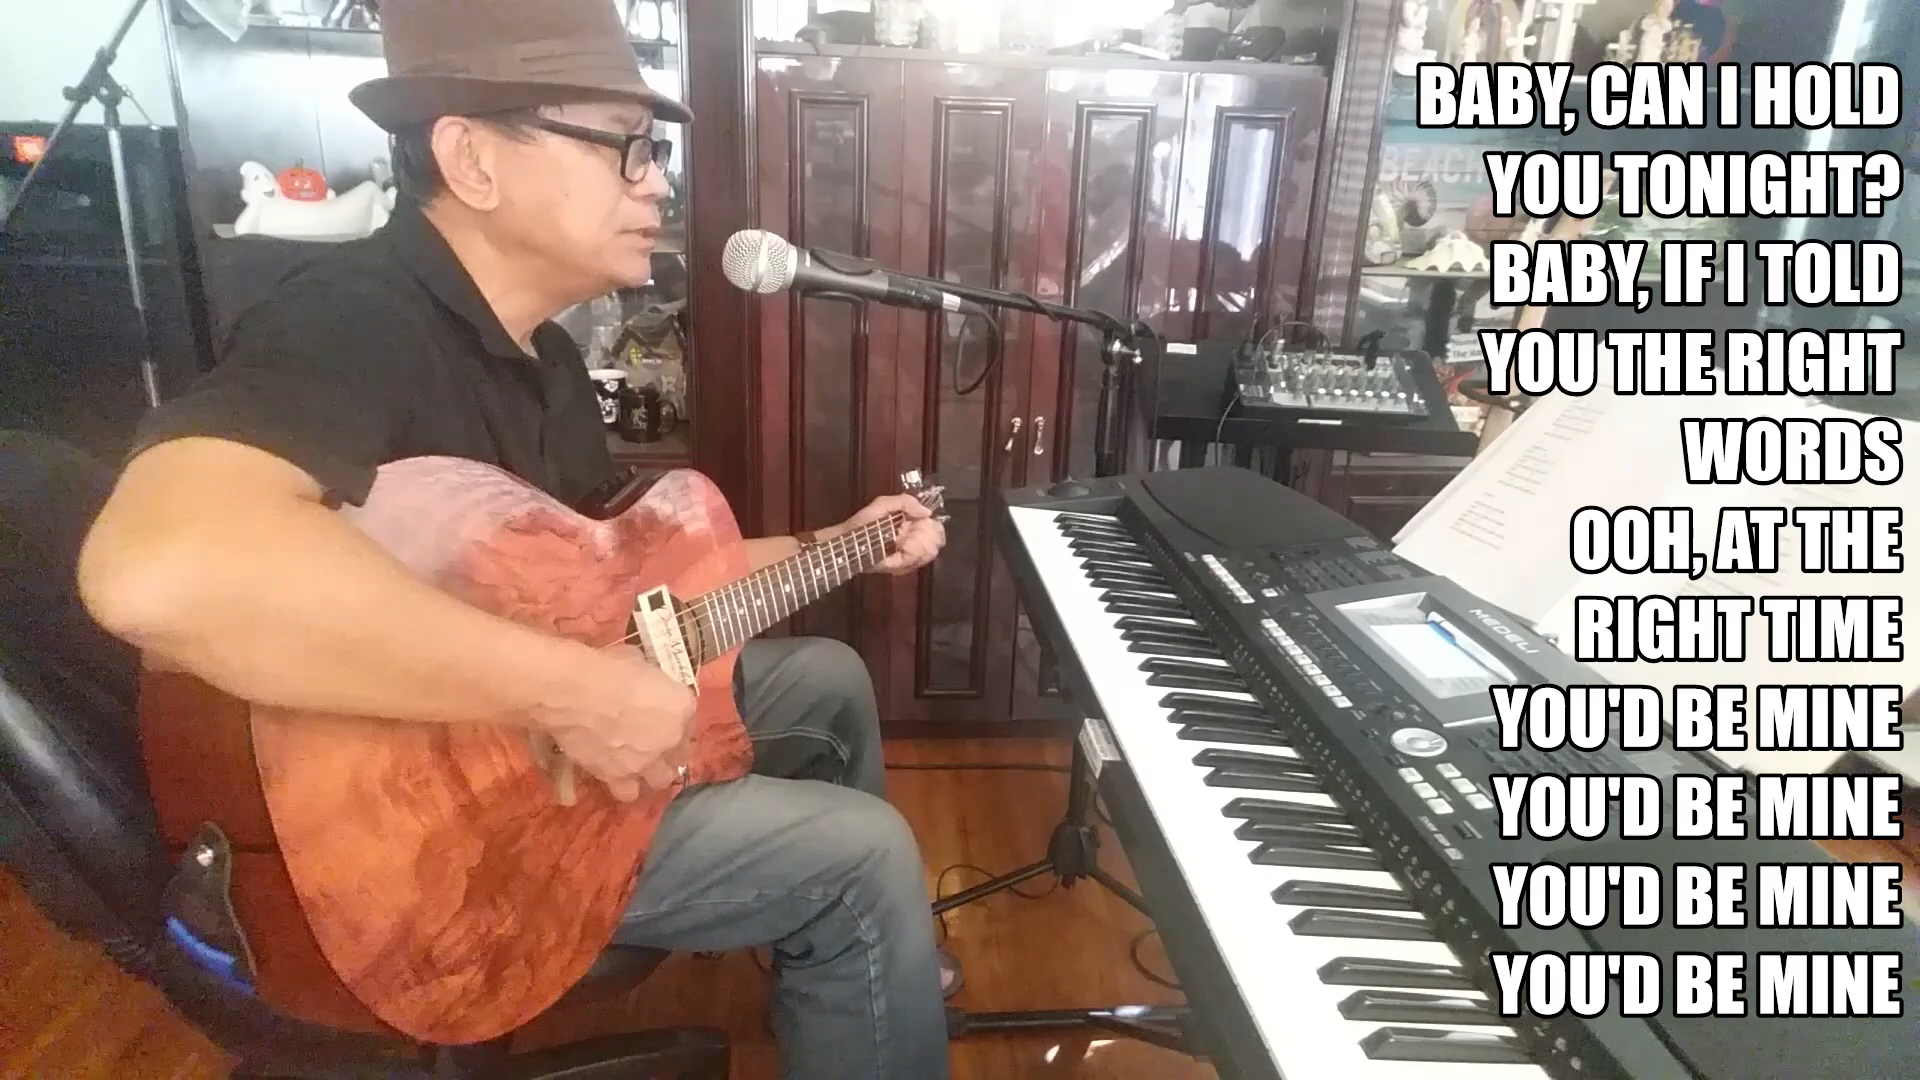 BABY, CAN I HOLD
YOU TONIGHT?
BABY, IF I TOLD
YOU THE RIGHT
WORDS
OOH, AT THE
RIGHT TIME
YOU'D BE MINE
YOU'D BE MINE
YOU'D BE MINE
YOU'D BE MINE
BEACH
MEDELI